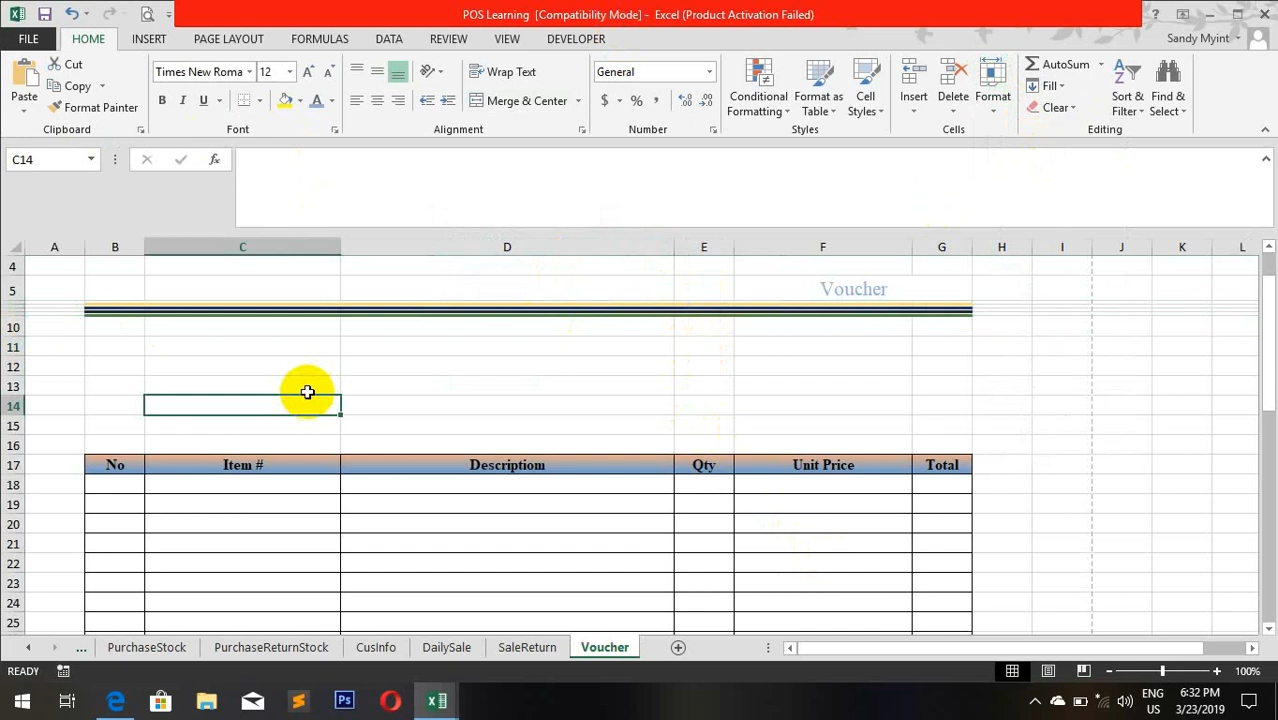 POS Learning [Compatibility Mode] - Excel (Product Activation Failed)
FILE HOME INSERT PAGE LAYOUT FORMULAS DATA REVIEW VIEW DEVELOPER Sandy Myint
Paste Cut Copy Format Painter
Times New Roma 12
B I U A
Wrap Text
Merge & Center
General
$ % ,
Conditional Formatting
Format as Table
Cell Styles
Insert Delete Format
AutoSum
Fill
Clear
Sort & Filter
Find & Select
Clipboard Font Alignment Number Styles Cells Editing
C14 fx
A B C D E F G H I J K L
4
5 Voucher
10
11
12
13
14
15
16
17 No Item # Descriptiom Qty Unit Price Total
18
19
20
21
22
23
24
25
... PurchaseStock PurchaseReturnStock CusInfo DailySale SaleReturn Voucher
READY 100%
ENG 6:32 PM
US 3/23/2019